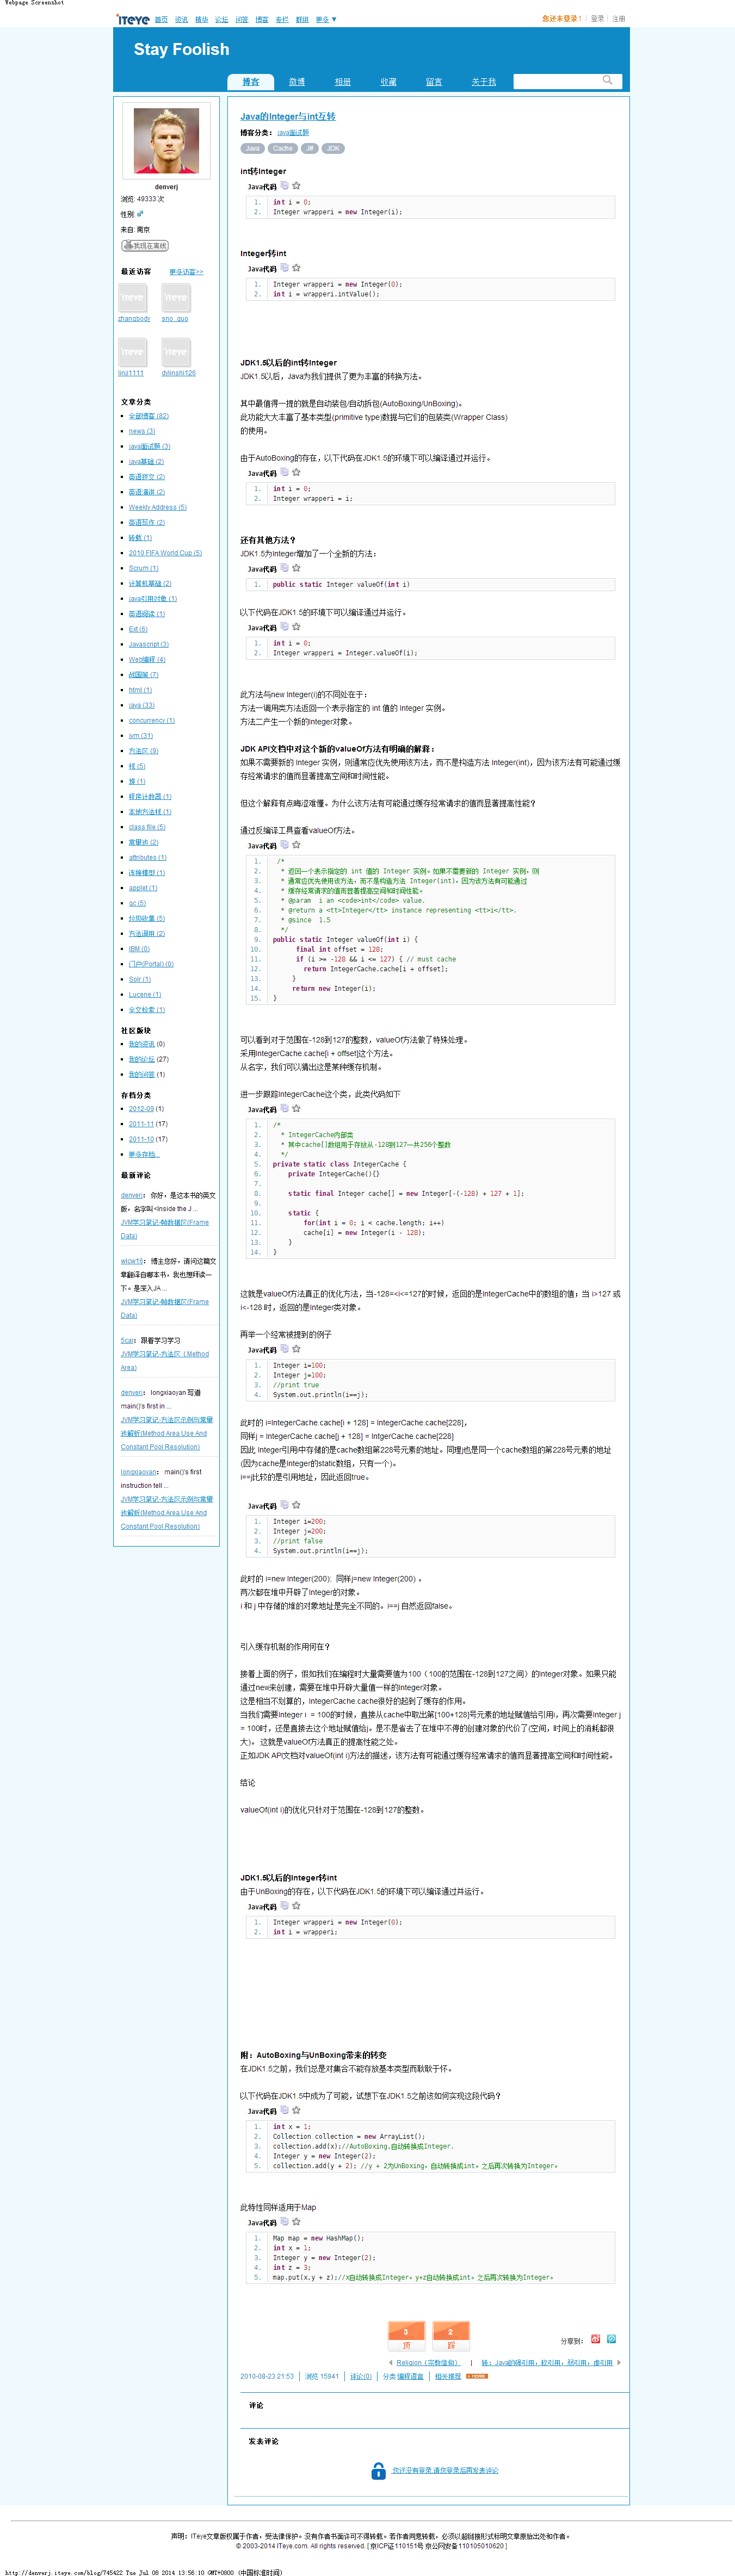 Webpage Screenshot
ITeye 首页 资讯 精华 论坛 问答 博客 专栏 群组 更多 ▼
您还未登录 ! | 登录 | 注册
Stay Foolish
博客 微博 相册 收藏 留言 关于我
denverj
浏览: 49333 次
性别:
来自: 南京
我现在离线
最近访客 更多访客>>
zhangbody
sno_guo
linji1111
dylinshi126
文章分类
全部博客 (82)
news (3)
java面试题 (3)
java基础 (2)
英语短文 (2)
英语演讲 (2)
Weekly Address (5)
英语写作 (2)
转载 (1)
2010 FIFA World Cup (5)
Scrum (1)
计算机基础 (2)
java引用对象 (1)
英语阅读 (1)
Ext (6)
Javascript (3)
Web编程 (4)
战国策 (7)
html (1)
java (33)
concurrency (1)
jvm (31)
方法区 (9)
栈 (5)
堆 (1)
程序计数器 (1)
本地方法栈 (1)
class file (5)
常量池 (2)
attributes (1)
连接模型 (1)
applet (1)
gc (5)
垃圾收集 (5)
方法调用 (2)
IBM (0)
门户(Portal) (0)
Solr (1)
Lucene (1)
全文检索 (1)
社区版块
我的资讯 (0)
我的论坛 (27)
我的问答 (1)
存档分类
2012-09 (1)
2011-11 (17)
2011-10 (17)
更多存档...
最新评论
denverj： 你好，是这本书的英文
版，名字叫<Inside the J ...
JVM学习笔记-帧数据区(Frame
Data)
wlcw16： 博主您好，请问这篇文
章翻译自哪本书，我也想拜读一
下。是深入JA ...
JVM学习笔记-帧数据区(Frame
Data)
5cai： 跟着学习学习
JVM学习笔记-方法区（Method
Area)
denverj： longxiaoyan 写道
main()'s first in ...
JVM学习笔记-方法区示例与常量
池解析(Method Area Use And
Constant Pool Resolution)
longxiaoyan： main()'s first
instruction tell ...
JVM学习笔记-方法区示例与常量
池解析(Method Area Use And
Constant Pool Resolution)
Java的Integer与int互转
博客分类： java面试题
Java Cache J# JDK
int转Integer
Java代码
1. int i = 0;
2. Integer wrapperi = new Integer(i);
Integer转int
Java代码
1. Integer wrapperi = new Integer(0);
2. int i = wrapperi.intValue();
JDK1.5以后的int转Integer
JDK1.5以后，Java为我们提供了更为丰富的转换方法。
其中最值得一提的就是自动装包/自动拆包(AutoBoxing/UnBoxing)。
此功能大大丰富了基本类型(primitive type)数据与它们的包装类(Wrapper Class)
的使用。
由于AutoBoxing的存在，以下代码在JDK1.5的环境下可以编译通过并运行。
Java代码
1. int i = 0;
2. Integer wrapperi = i;
还有其他方法？
JDK1.5为Integer增加了一个全新的方法：
Java代码
1. public static Integer valueOf(int i)
以下代码在JDK1.5的环境下可以编译通过并运行。
Java代码
1. int i = 0;
2. Integer wrapperi = Integer.valueOf(i);
此方法与new Integer(i)的不同处在于：
方法一调用类方法返回一个表示指定的 int 值的 Integer 实例。
方法二产生一个新的Integer对象。
JDK API文档中对这个新的valueOf方法有明确的解释：
如果不需要新的 Integer 实例，则通常应优先使用该方法，而不是构造方法 Integer(int)，因为该方法有可能通过缓
存经常请求的值而显著提高空间和时间性能。
但这个解释有点晦涩难懂。为什么该方法有可能通过缓存经常请求的值而显著提高性能？
通过反编译工具查看valueOf方法。
Java代码
1. /*
2. * 返回一个表示指定的 int 值的 Integer 实例。如果不需要新的 Integer 实例，则
3. * 通常应优先使用该方法，而不是构造方法 Integer(int)，因为该方法有可能通过
4. * 缓存经常请求的值而显著提高空间和时间性能。
5. * @param  i an <code>int</code> value.
6. * @return a <tt>Integer</tt> instance representing <tt>i</tt>.
7. * @since  1.5
8. */
9. public static Integer valueOf(int i) {
10. final int offset = 128;
11. if (i >= -128 && i <= 127) { // must cache
12. return IntegerCache.cache[i + offset];
13. }
14. return new Integer(i);
15. }
可以看到对于范围在-128到127的整数，valueOf方法做了特殊处理。
采用IntegerCache.cache[i + offset]这个方法。
从名字，我们可以猜出这是某种缓存机制。
进一步跟踪IntegerCache这个类，此类代码如下
Java代码
1. /*
2. * IntegerCache内部类
3. * 其中cache[]数组用于存放从-128到127一共256个整数
4. */
5. private static class IntegerCache {
6. private IntegerCache(){}
7.
8. static final Integer cache[] = new Integer[-(-128) + 127 + 1];
9.
10. static {
11. for(int i = 0; i < cache.length; i++)
12. cache[i] = new Integer(i - 128);
13. }
14. }
这就是valueOf方法真正的优化方法，当-128=<i<=127的时候，返回的是IntegerCache中的数组的值；当 i>127 或
i<-128 时，返回的是Integer类对象。
再举一个经常被提到的例子
Java代码
1. Integer i=100;
2. Integer j=100;
3. //print true
4. System.out.println(i==j);
此时的 i=IntegerCache.cache[i + 128] = IntegerCache.cache[228]，
同样j = IntegerCache.cache[j + 128] = IntgerCache.cache[228]
因此 Integer引用i中存储的是cache数组第228号元素的地址。同理j也是同一个cache数组的第228号元素的地址
(因为cache是Integer的static数组，只有一个)。
i==j比较的是引用地址，因此返回true。
Java代码
1. Integer i=200;
2. Integer j=200;
3. //print false
4. System.out.println(i==j);
此时的 i=new Integer(200); 同样j=new Integer(200) 。
两次都在堆中开辟了Integer的对象。
i 和 j 中存储的堆的对象地址是完全不同的。i==j 自然返回false。
引入缓存机制的作用何在？
接着上面的例子，假如我们在编程时大量需要值为100（100的范围在-128到127之间）的Integer对象。如果只能
通过new来创建，需要在堆中开辟大量值一样的Integer对象。
这是相当不划算的，IntegerCache.cache很好的起到了缓存的作用。
当我们需要Integer i = 100的时候，直接从cache中取出第[100+128]号元素的地址赋值给引用i，再次需要Integer j
= 100时，还是直接去这个地址赋值给j。是不是省去了在堆中不停的创建对象的代价了(空间，时间上的消耗都很
大)。 这就是valueOf方法真正的提高性能之处。
正如JDK API文档对valueOf(int i)方法的描述，该方法有可能通过缓存经常请求的值而显著提高空间和时间性能。
结论
valueOf(int i)的优化只针对于范围在-128到127的整数。
JDK1.5以后的Integer转int
由于UnBoxing的存在，以下代码在JDK1.5的环境下可以编译通过并运行。
Java代码
1. Integer wrapperi = new Integer(0);
2. int i = wrapperi;
附：AutoBoxing与UnBoxing带来的转变
在JDK1.5之前，我们总是对集合不能存放基本类型而耿耿于怀。
以下代码在JDK1.5中成为了可能，试想下在JDK1.5之前该如何实现这段代码？
Java代码
1. int x = 1;
2. Collection collection = new ArrayList();
3. collection.add(x);//AutoBoxing,自动转换成Integer.
4. Integer y = new Integer(2);
5. collection.add(y + 2); //y + 2为UnBoxing，自动转换成int。之后再次转换为Integer。
此特性同样适用于Map
Java代码
1. Map map = new HashMap();
2. int x = 1;
3. Integer y = new Integer(2);
4. int z = 3;
5. map.put(x,y + z);//x自动转换成Integer。y+z自动转换成int。之后再次转换为Integer。
3
顶
2
踩
分享到：
Religion（宗教信仰） | 转：Java的强引用，软引用，弱引用，虚引用
2010-08-23 21:53 浏览 15941 评论(0) 分类:编程语言 相关推荐 MORE
评论
发表评论
您还没有登录,请您登录后再发表评论
声明：ITeye文章版权属于作者，受法律保护。没有作者书面许可不得转载。若作者同意转载，必须以超链接形式标明文章原始出处和作者。
© 2003-2014 ITeye.com. All rights reserved. [ 京ICP证110151号 京公网安备110105010620 ]
http://denverj.iteye.com/blog/745422 Tue Jul 08 2014 13:56:10 GMT+0800 (中国标准时间)